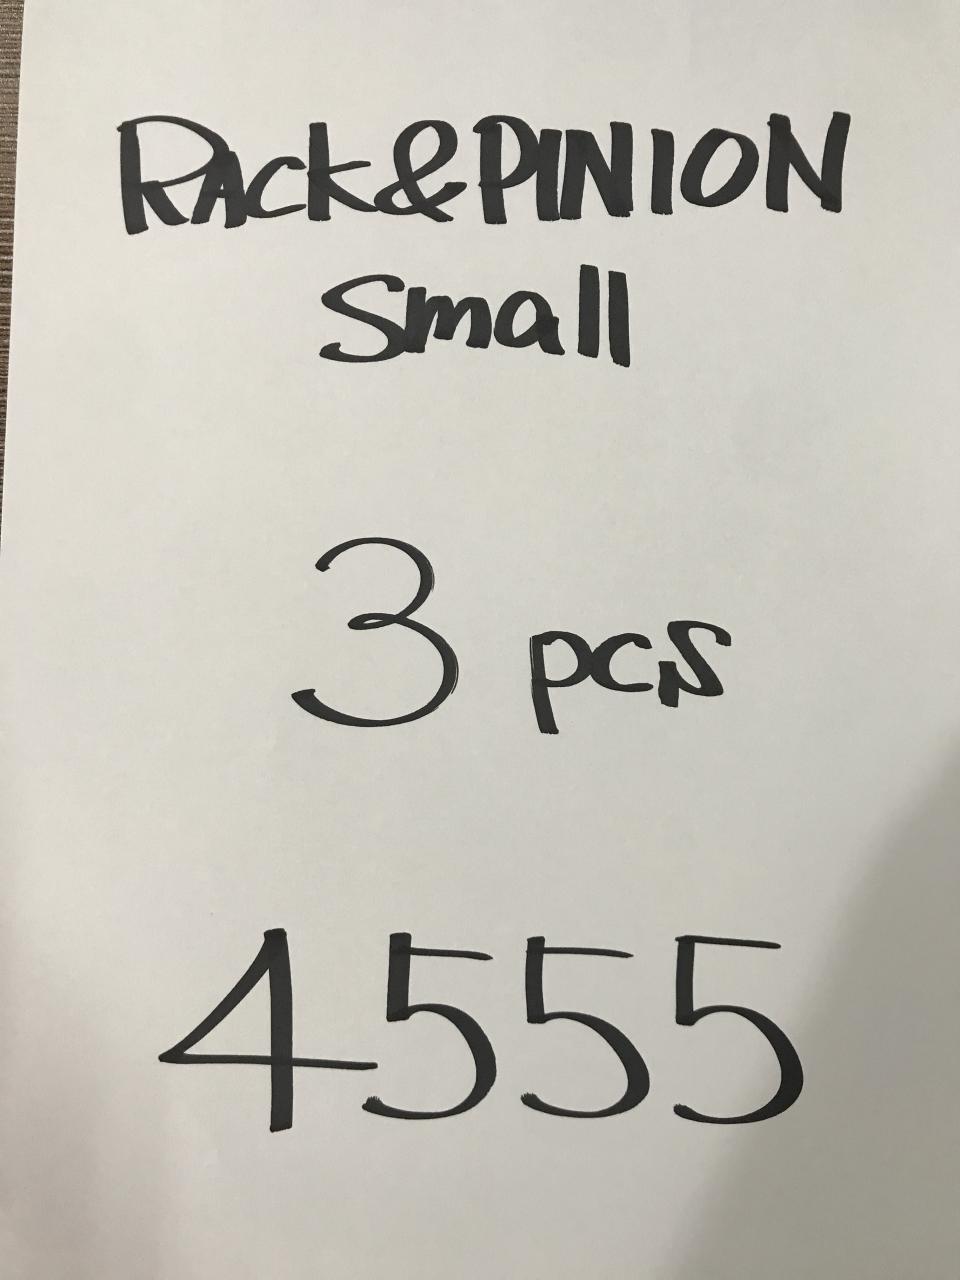 RACK&PINION
Small
3 pcs
4555